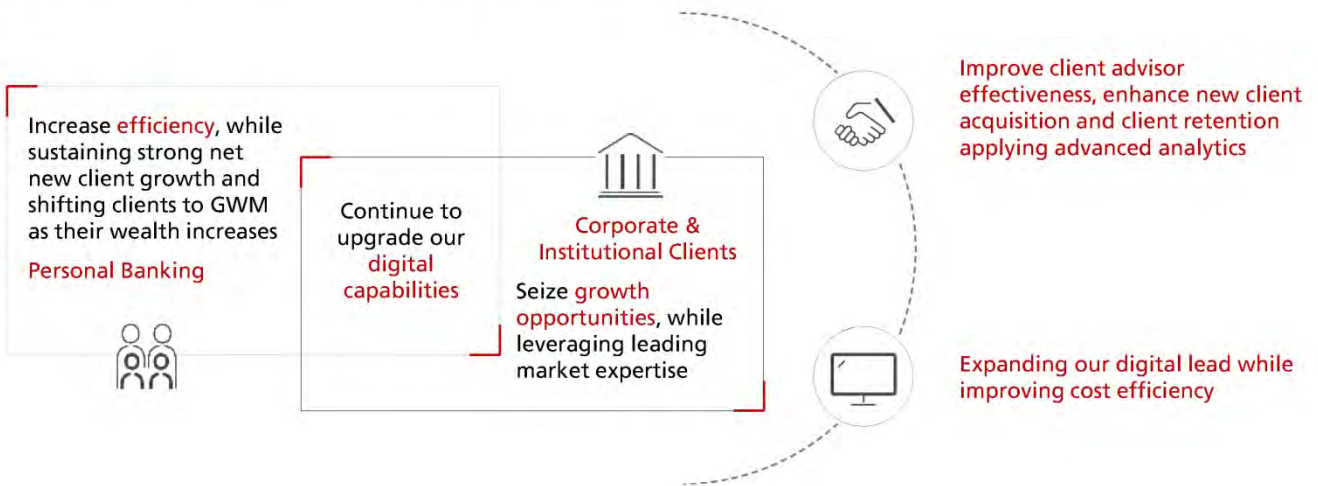 Increase efficiency, while
sustaining strong net
new client growth and
shifting clients to GWM
as their wealth increases
Personal Banking
Continue to
upgrade our
digital
capabilities
Corporate &
Institutional Clients
Seize growth
opportunities, while
leveraging leading
market expertise
Improve client advisor
effectiveness, enhance new client
acquisition and client retention
applying advanced analytics
Expanding our digital lead while
improving cost efficiency